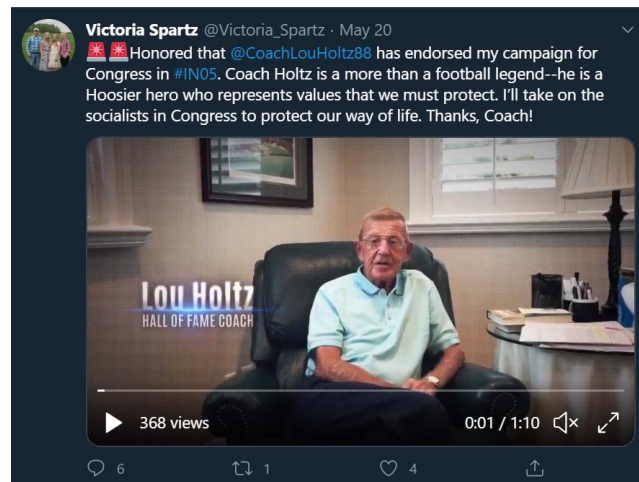 Victoria Spartz @Victoria_Spartz · May 20
🚨🚨Honored that @CoachLouHoltz88 has endorsed my campaign for
Congress in #IN05. Coach Holtz is a more than a football legend--he is a
Hoosier hero who represents values that we must protect. I'll take on the
socialists in Congress to protect our way of life. Thanks, Coach!
Lou Holtz
HALL OF FAME COACH
368 views
0:01 / 1:10
6
1
4